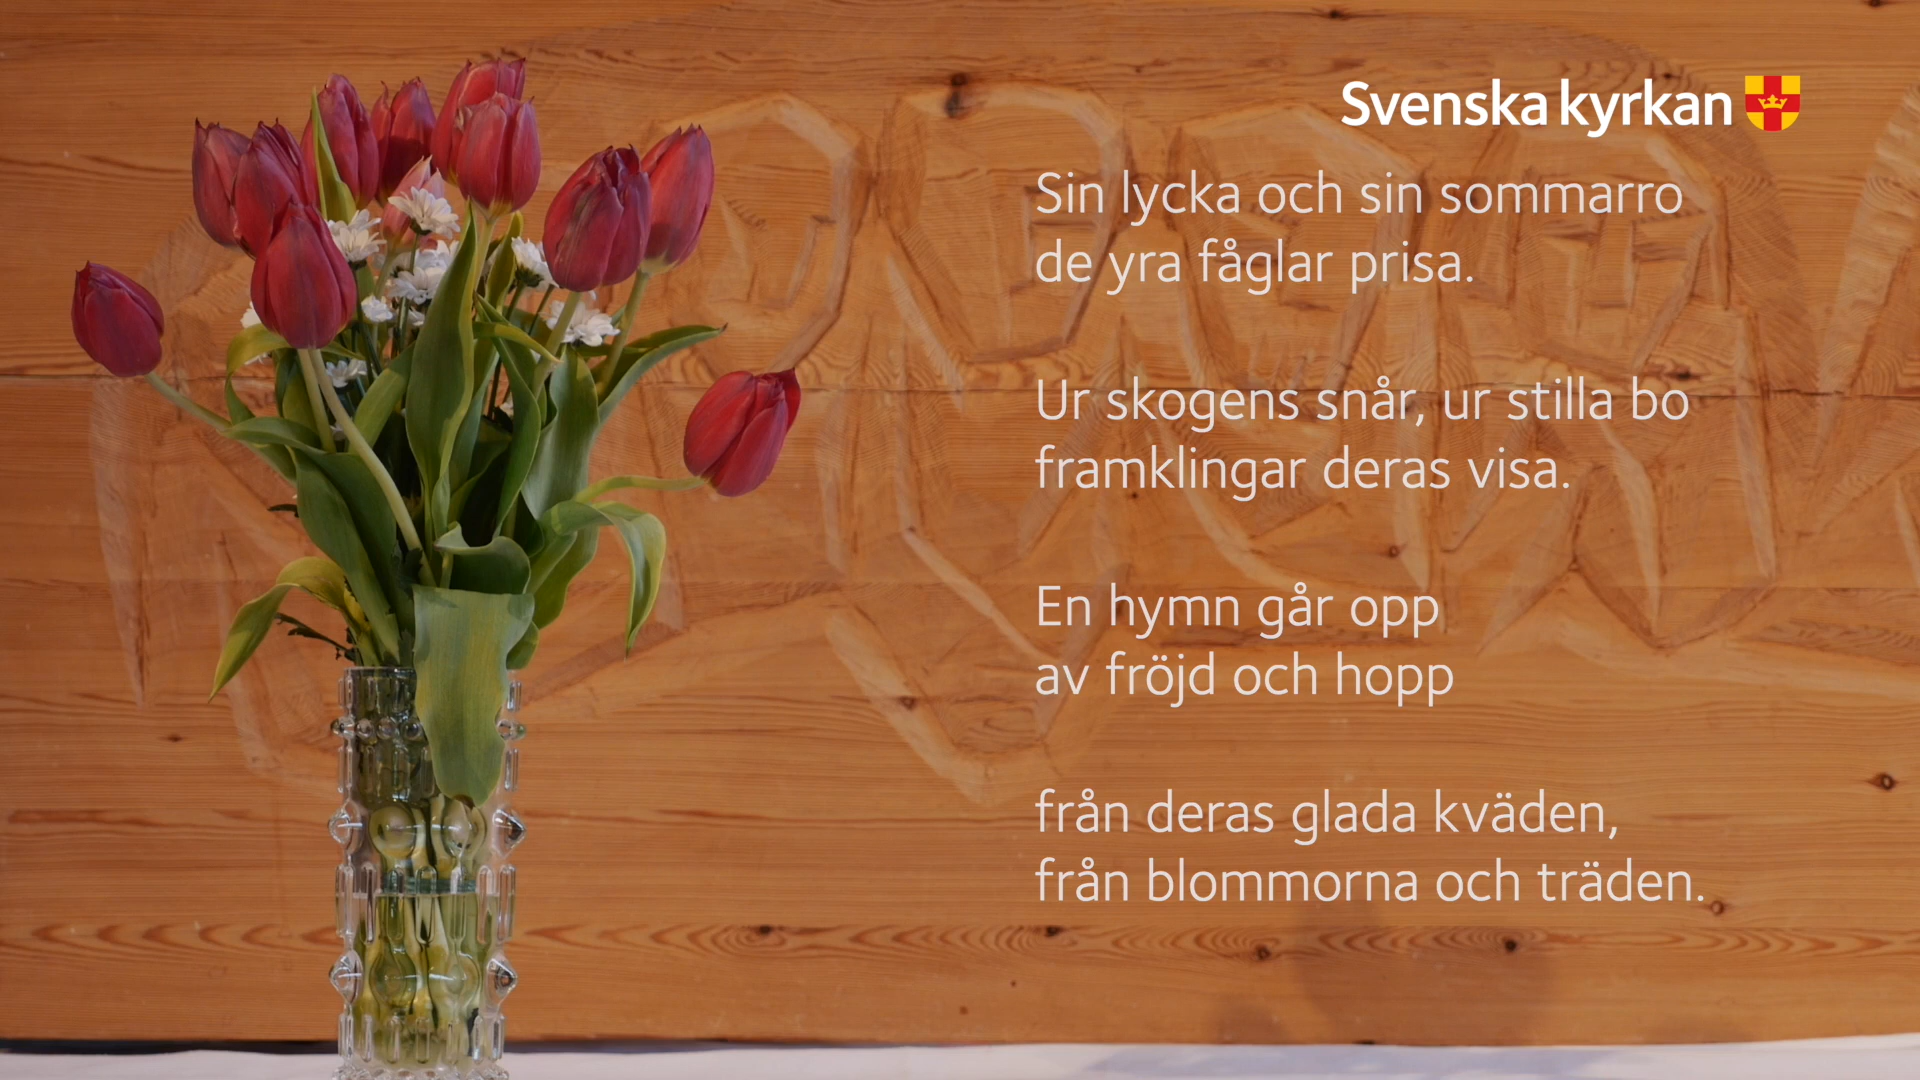 Svenska kyrkan
Sin lycka och sin sommarro
de yra fåglar prisa.
Ur skogens snår, ur stilla bo
framklingar deras visa.
En hymn går opp
av fröjd och hopp
från deras glada kväden,
från blommorna och träden.